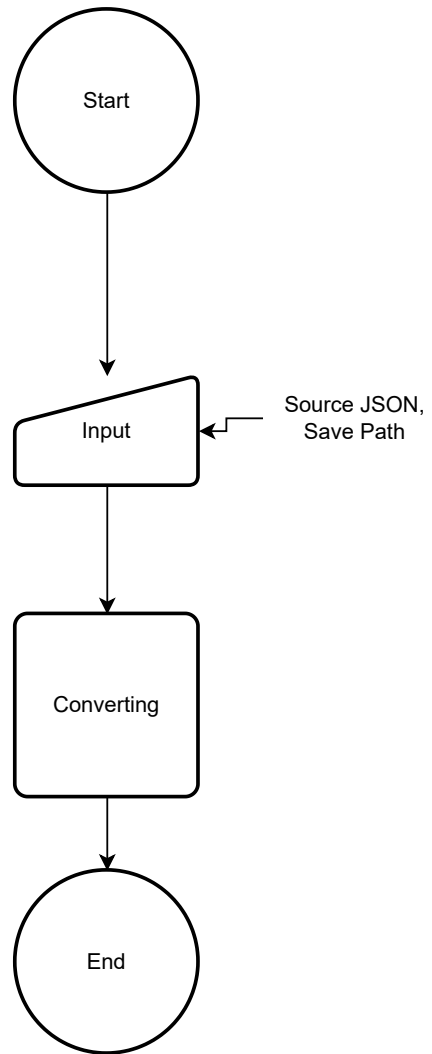 Start
Input
Source JSON,
Save Path
Converting
End